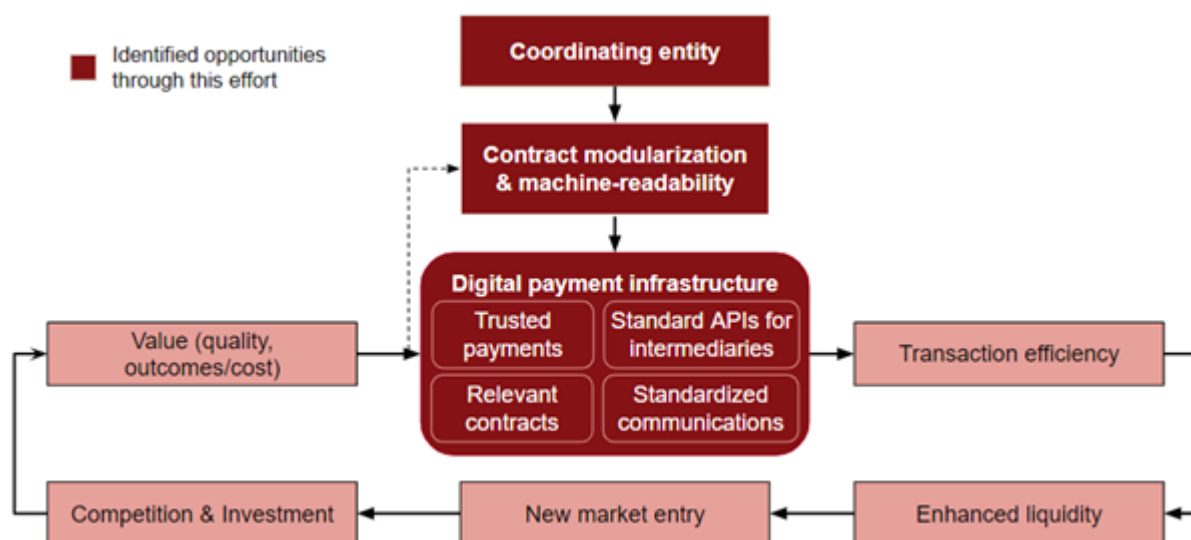 Identified opportunities
through this effort
Coordinating entity
Contract modularization
& machine-readability
Digital payment infrastructure
Trusted
payments
Standard APIs for
intermediaries
Relevant
contracts
Standardized
communications
Value (quality,
outcomes/cost)
Transaction efficiency
Competition & Investment
New market entry
Enhanced liquidity